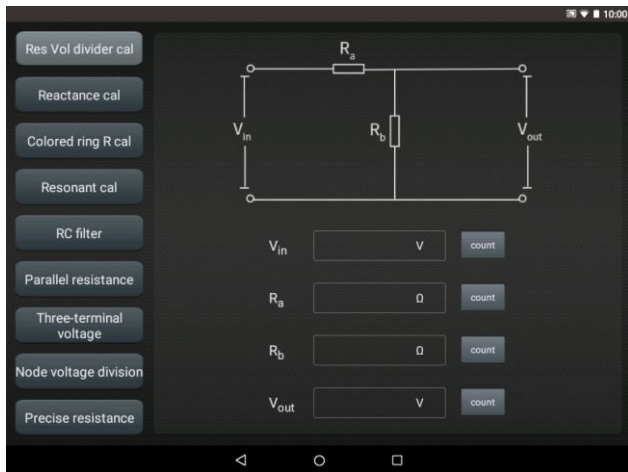 10:00
Res Vol divider cal
Reactance cal
Colored ring R cal
Resonant cal
RC filter
Parallel resistance
Three-terminal
voltage
Node voltage division
Precise resistance
Ra
Vin
Rb
Vout
Vin V count
Ra Ω count
Rb Ω count
Vout V count